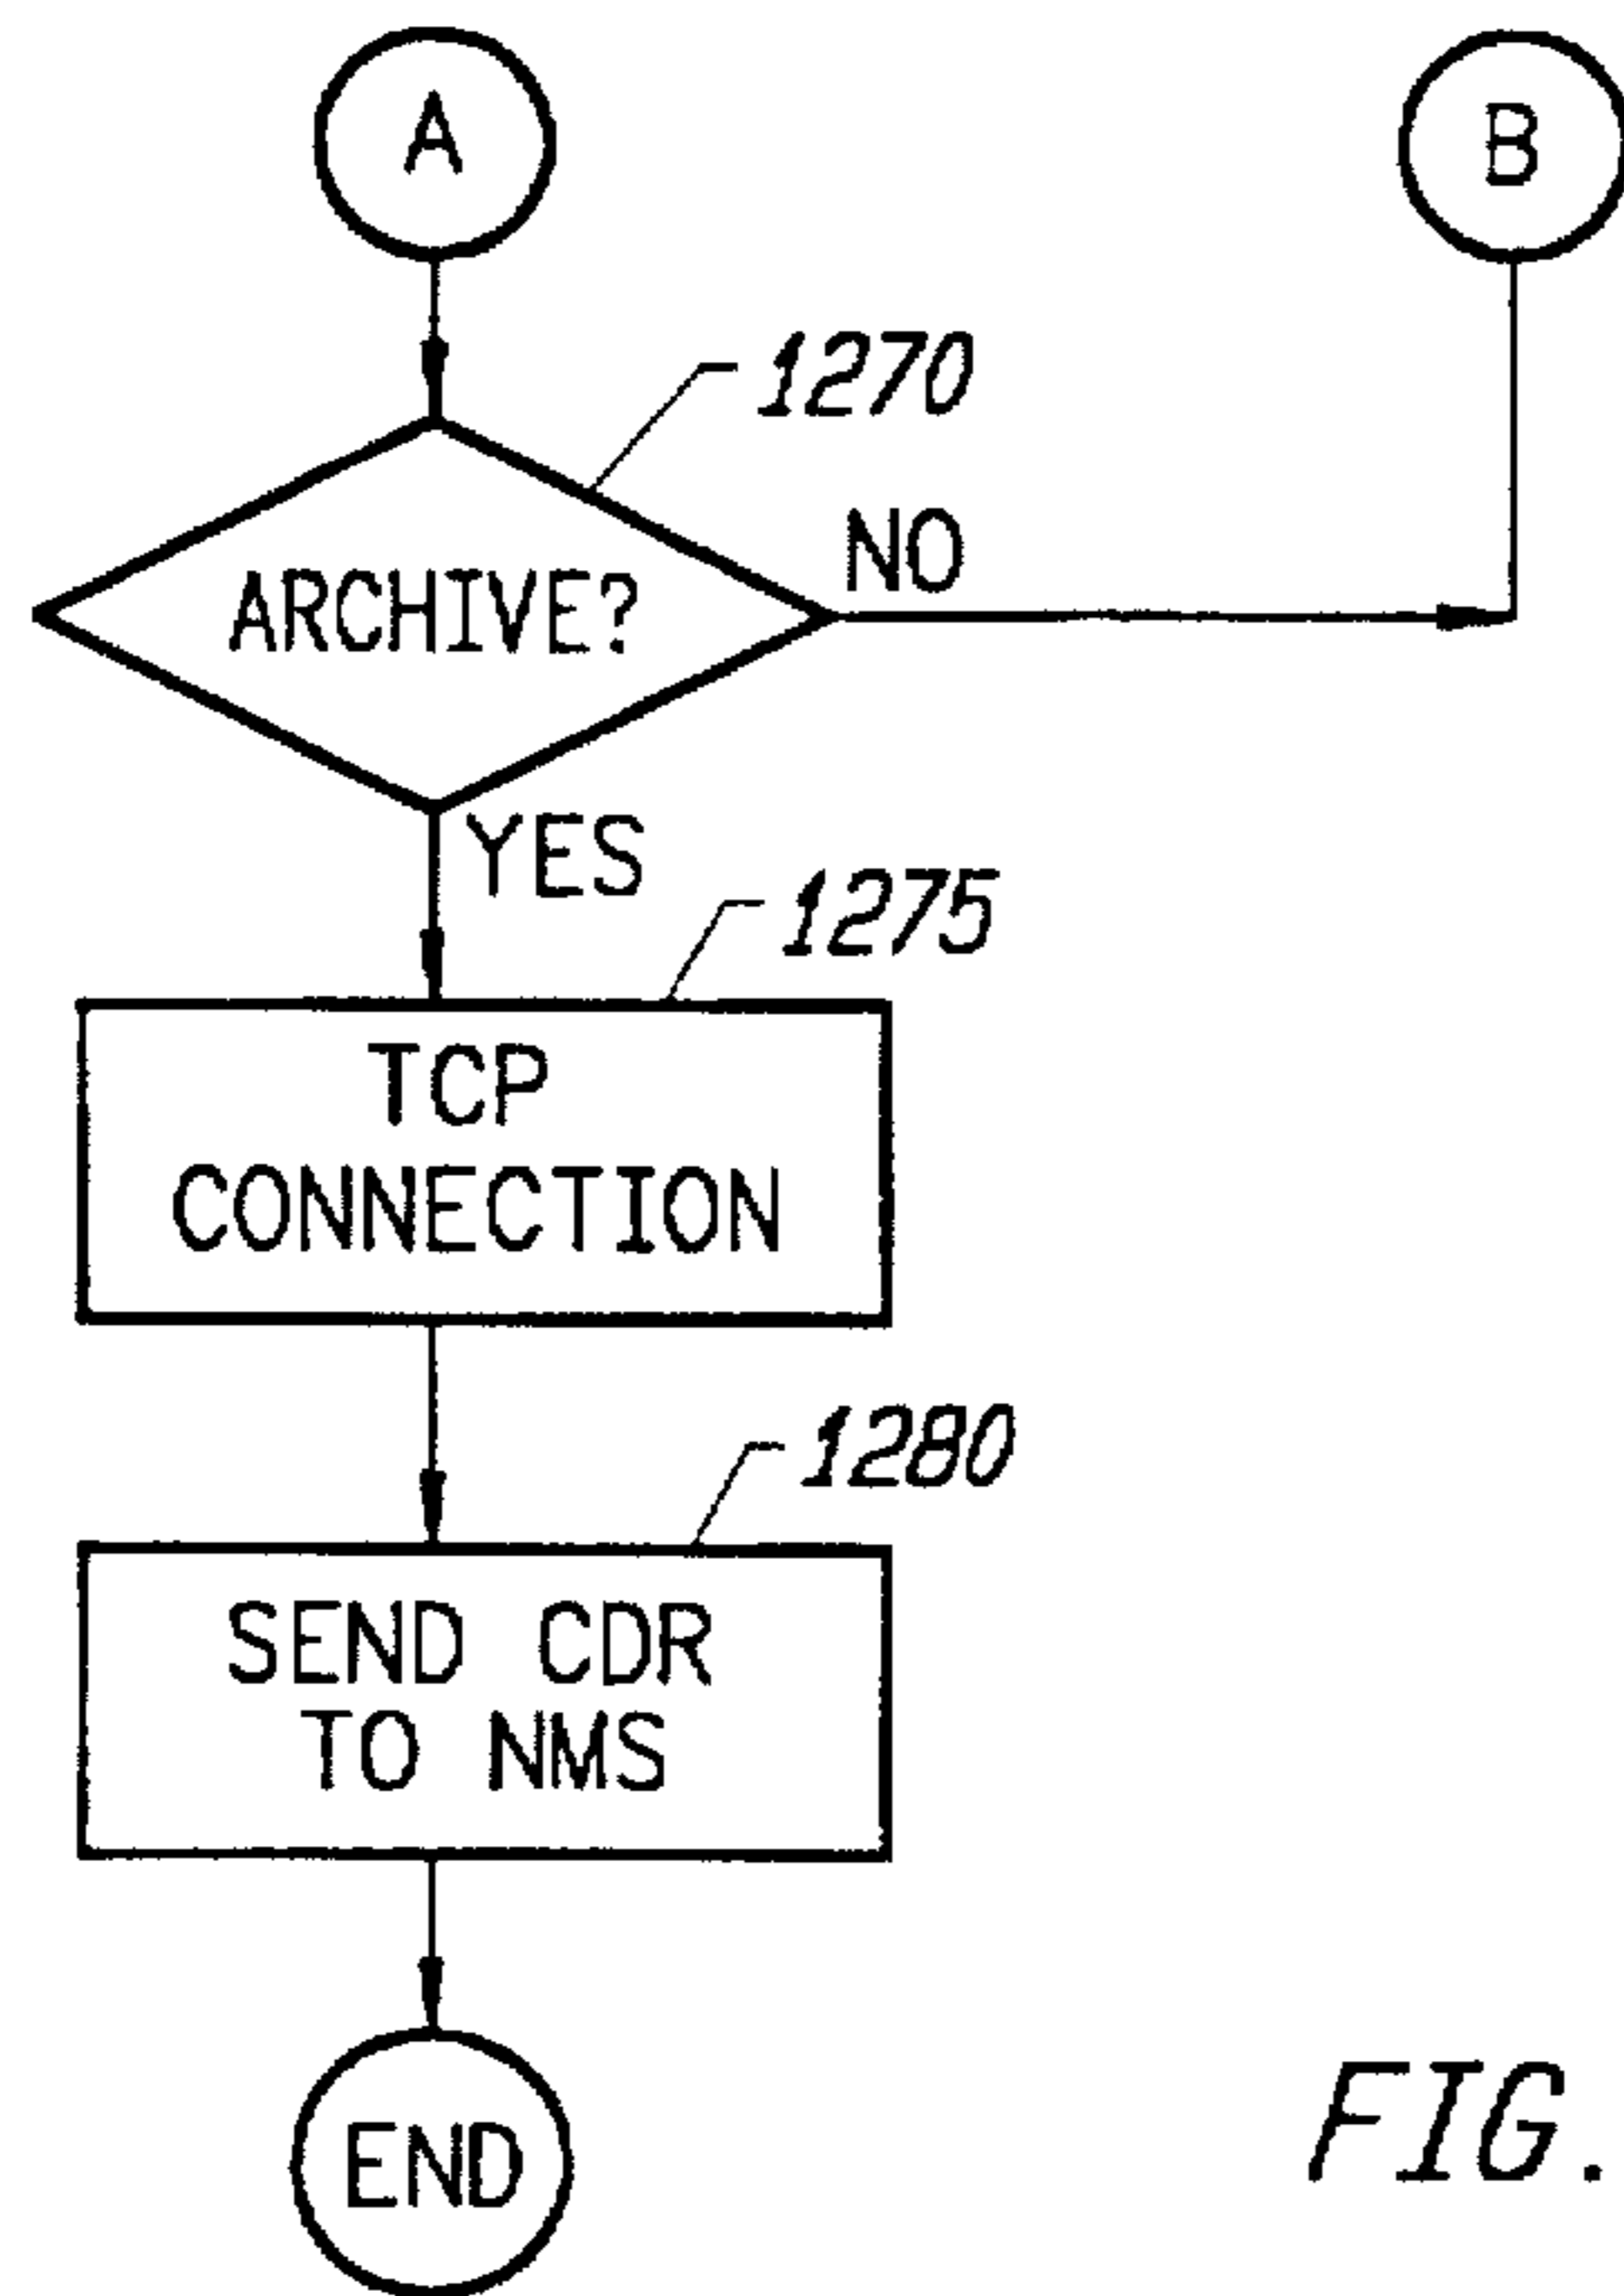 A
B
1270
NO
ARCHIVE?
YES
1275
TCP
CONNECTION
1280
SEND CDR
TO NMS
END
FIG.